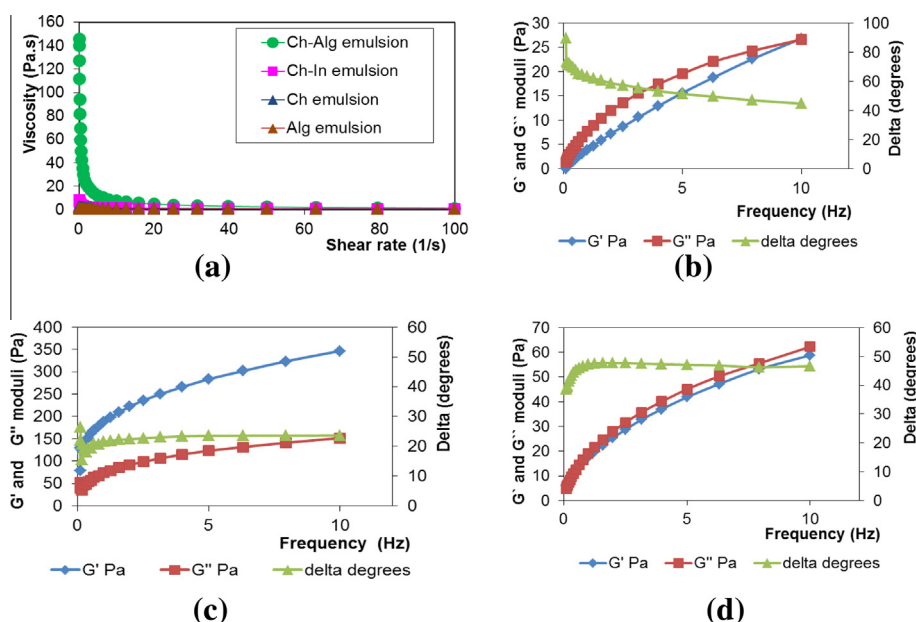 Viscosity (Pa.s)
160
140
120
100
80
60
40
20
0
Ch-Alg emulsion
Ch-In emulsion
Ch emulsion
Alg emulsion
0 20 40 60 80 100
Shear rate (1/s)
(a)
G` and G`` moduli (Pa)
30
25
20
15
10
5
0
100
80
60
40
20
0
Delta (degrees)
0 5 10
Frequency (Hz)
G' Pa G'' Pa delta degrees
(b)
G' and G'' moduli (Pa)
400
350
300
250
200
150
100
50
0
60
50
40
30
20
10
0
Delta (degrees)
0 5 10
Frequency (Hz)
G' Pa G'' Pa delta degrees
(c)
G` and G`` moduli (Pa)
70
60
50
40
30
20
10
0
60
50
40
30
20
10
0
Delta (degrees)
0 5 10
Frequency (Hz)
G' Pa G'' Pa delta degrees
(d)